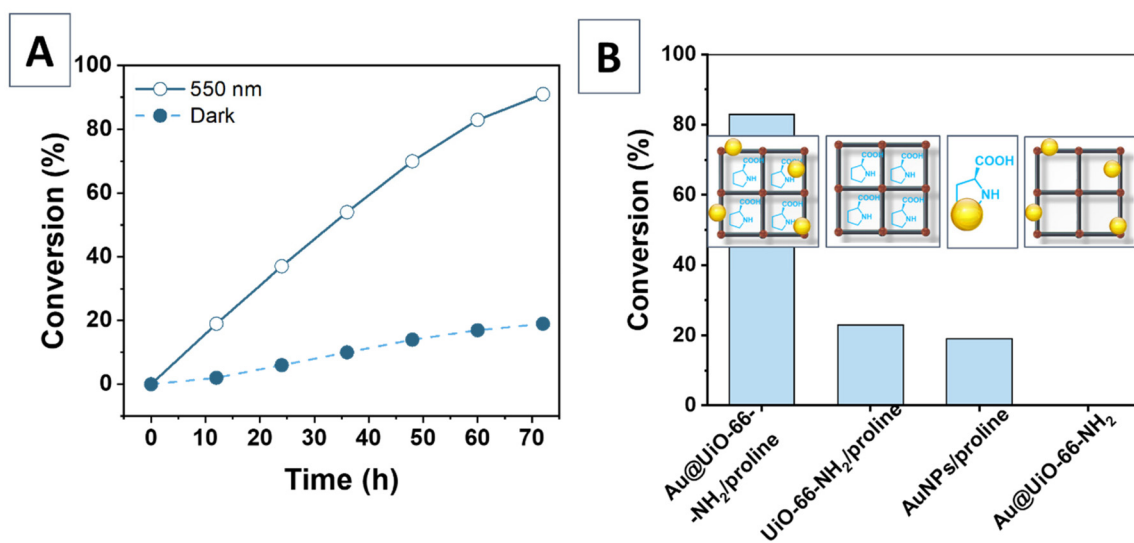 A
100
80
60
40
20
0
Conversion (%)
550 nm
Dark
0 10 20 30 40 50 60 70
Time (h)
B
100
80
60
40
20
0
Conversion (%)
COOH COOH
NH NH
COOH COOH
NH NH
COOH COOH
NH NH
COOH COOH
NH NH
COOH
NH
Au@UiO-66-
-NH₂/proline
UiO-66-NH₂/proline
AuNPs/proline
Au@UiO-66-NH₂